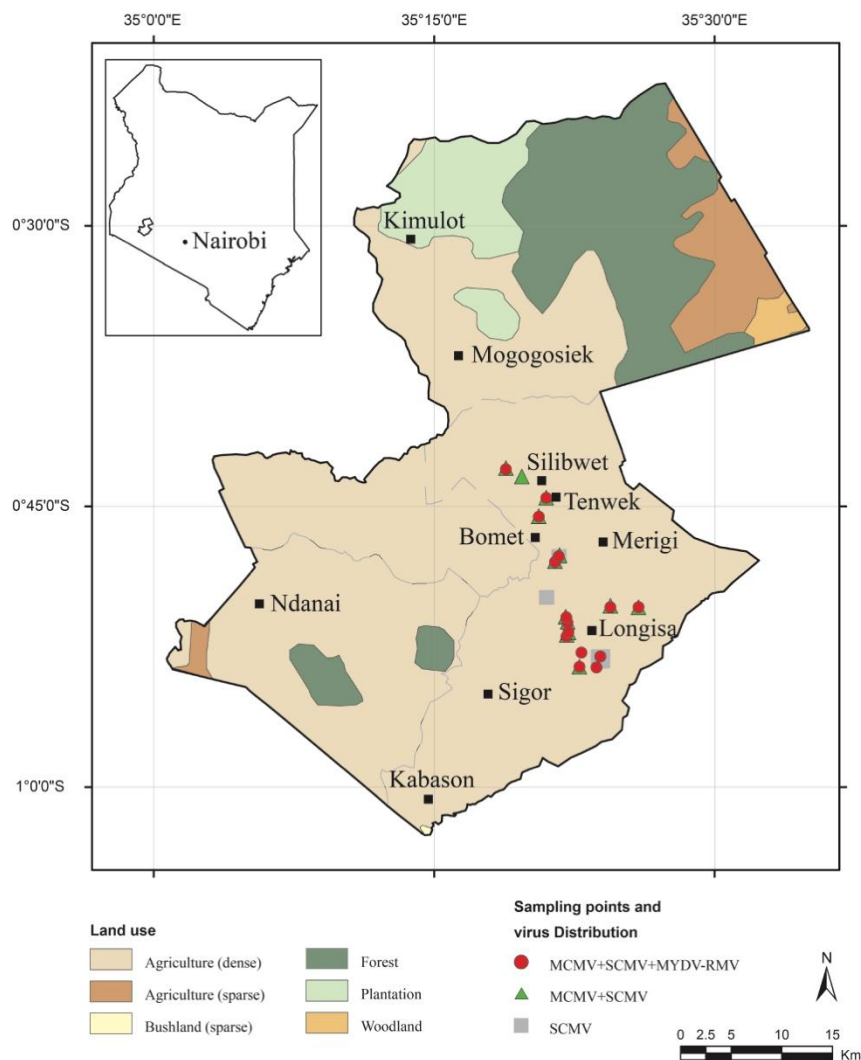 35°0'0"E
35°15'0"E
35°30'0"E
0°30'0"S
0°45'0"S
1°0'0"S
Nairobi
Kimulot
Mogogosiek
Silibwet
Tenwek
Bomet
Merigi
Ndanai
Longisa
Sigor
Kabason
Land use
Agriculture (dense)
Agriculture (sparse)
Bushland (sparse)
Forest
Plantation
Woodland
Sampling points and
virus Distribution
MCMV+SCMV+MYDV-RMV
MCMV+SCMV
SCMV
N
0 2.5 5 10 15
Km